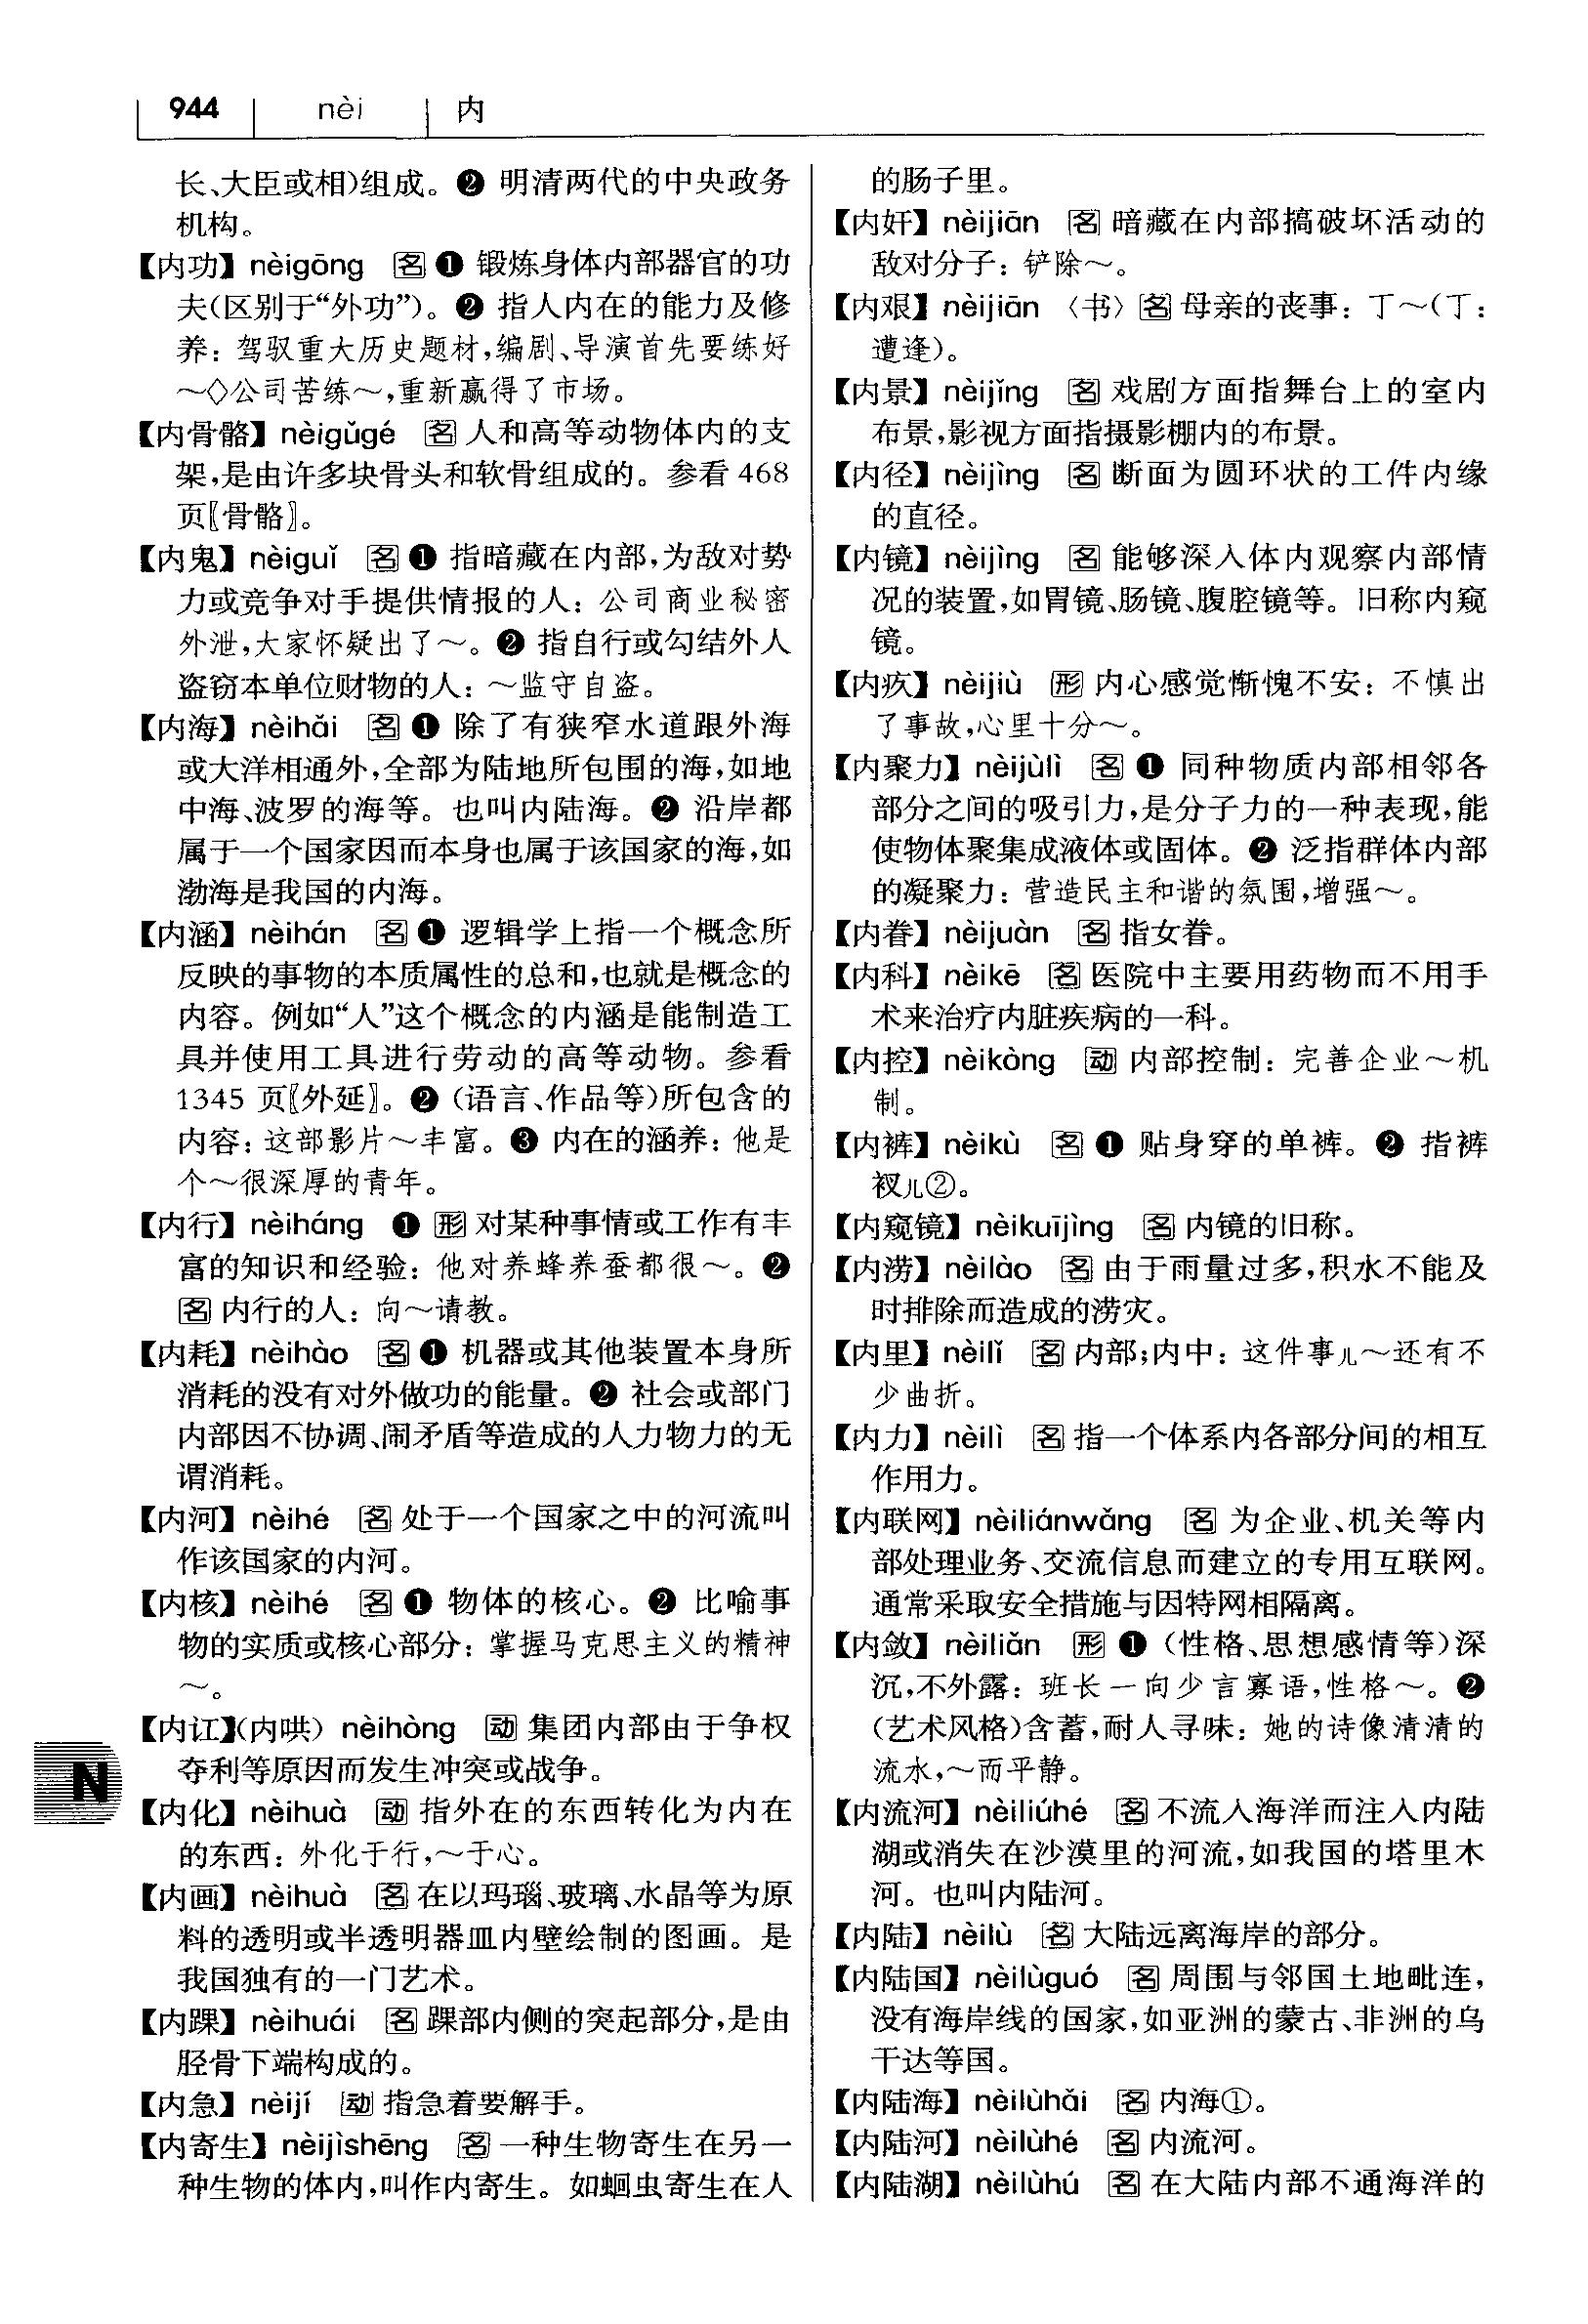 944 nèi 内
长、大臣或相)组成。❷ 明清两代的中央政务
机构。
【内功】nèigōng 名❶ 锻炼身体内部器官的功
夫(区别于“外功”)。❷ 指人内在的能力及修
养：驾驭重大历史题材,编剧、导演首先要练好
～◇公司苦练～,重新赢得了市场。
【内骨骼】nèigǔgé 名 人和高等动物体内的支
架,是由许多块骨头和软骨组成的。参看 468
页〖骨骼〗。
【内鬼】nèiguǐ 名❶ 指暗藏在内部,为敌对势
力或竞争对手提供情报的人：公司商业秘密
外泄,大家怀疑出了～。❷ 指自行或勾结外人
盗窃本单位财物的人：～监守自盗。
【内海】nèihǎi 名❶ 除了有狭窄水道跟外海
或大洋相通外,全部为陆地所包围的海,如地
中海、波罗的海等。也叫内陆海。❷ 沿岸都
属于一个国家因而本身也属于该国家的海,如
渤海是我国的内海。
【内涵】nèihán 名❶ 逻辑学上指一个概念所
反映的事物的本质属性的总和,也就是概念的
内容。例如“人”这个概念的内涵是能制造工
具并使用工具进行劳动的高等动物。参看
1345 页〖外延〗。❷ (语言、作品等)所包含的
内容：这部影片～丰富。❸ 内在的涵养：他是
个～很深厚的青年。
【内行】nèiháng ❶ 形 对某种事情或工作有丰
富的知识和经验：他对养蜂养蚕都很～。❷
名 内行的人：向～请教。
【内耗】nèihào 名❶ 机器或其他装置本身所
消耗的没有对外做功的能量。❷ 社会或部门
内部因不协调、闹矛盾等造成的人力物力的无
谓消耗。
【内河】nèihé 名 处于一个国家之中的河流叫
作该国家的内河。
【内核】nèihé 名❶ 物体的核心。❷ 比喻事
物的实质或核心部分：掌握马克思主义的精神
～。
【内讧】(内哄) nèihòng 动 集团内部由于争权
夺利等原因而发生冲突或战争。
N
【内化】nèihuà 动 指外在的东西转化为内在
的东西：外化于行,～于心。
【内画】nèihuà 名 在以玛瑙、玻璃、水晶等为原
料的透明或半透明器皿内壁绘制的图画。是
我国独有的一门艺术。
【内踝】nèihuái 名 踝部内侧的突起部分,是由
胫骨下端构成的。
【内急】nèijí 动 指急着要解手。
【内寄生】nèijìshēng 名 一种生物寄生在另一
种生物的体内,叫作内寄生。如蛔虫寄生在人
的肠子里。
【内奸】nèijiān 名 暗藏在内部搞破坏活动的
敌对分子：铲除～。
【内艰】nèijiān 〈书〉名 母亲的丧事：丁～(丁：
遭逢)。
【内景】nèijǐng 名 戏剧方面指舞台上的室内
布景,影视方面指摄影棚内的布景。
【内径】nèijìng 名 断面为圆环状的工件内缘
的直径。
【内镜】nèijìng 名 能够深入体内观察内部情
况的装置,如胃镜、肠镜、腹腔镜等。旧称内窥
镜。
【内疚】nèijiù 形 内心感觉惭愧不安：不慎出
了事故,心里十分～。
【内聚力】nèijùlì 名❶ 同种物质内部相邻各
部分之间的吸引力,是分子力的一种表现,能
使物体聚集成液体或固体。❷ 泛指群体内部
的凝聚力：营造民主和谐的氛围,增强～。
【内眷】nèijuàn 名 指女眷。
【内科】nèikē 名 医院中主要用药物而不用手
术来治疗内脏疾病的一科。
【内控】nèikòng 动 内部控制：完善企业～机
制。
【内裤】nèikù 名❶ 贴身穿的单裤。❷ 指裤
衩儿②。
【内窥镜】nèikuījìng 名 内镜的旧称。
【内涝】nèilào 名 由于雨量过多,积水不能及
时排除而造成的涝灾。
【内里】nèilǐ 名 内部;内中：这件事儿～还有不
少曲折。
【内力】nèilì 名 指一个体系内各部分间的相互
作用力。
【内联网】nèiliánwǎng 名 为企业、机关等内
部处理业务、交流信息而建立的专用互联网。
通常采取安全措施与因特网相隔离。
【内敛】nèiliǎn 形❶ (性格、思想感情等)深
沉,不外露：班长一向少言寡语,性格～。❷
(艺术风格)含蓄,耐人寻味：她的诗像清清的
流水,～而平静。
【内流河】nèiliúhé 名 不流入海洋而注入内陆
湖或消失在沙漠里的河流,如我国的塔里木
河。也叫内陆河。
【内陆】nèilù 名 大陆远离海岸的部分。
【内陆国】nèilùguó 名 周围与邻国土地毗连,
没有海岸线的国家,如亚洲的蒙古、非洲的乌
干达等国。
【内陆海】nèilùhǎi 名 内海①。
【内陆河】nèilùhé 名 内流河。
【内陆湖】nèilùhú 名 在大陆内部不通海洋的